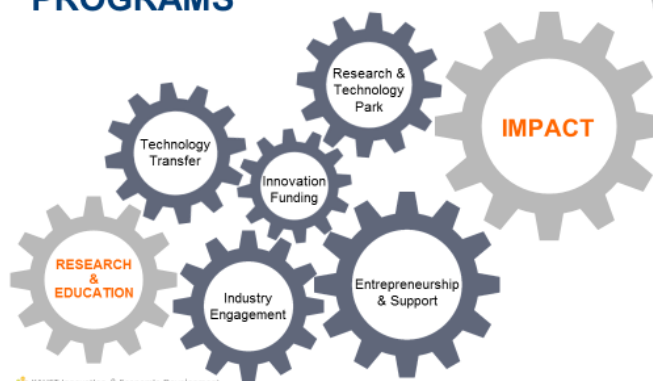 PROGRAMS
Research &
Technology
Park
IMPACT
Technology
Transfer
Innovation
Funding
RESEARCH
&
EDUCATION
Industry
Engagement
Entrepreneurship
& Support